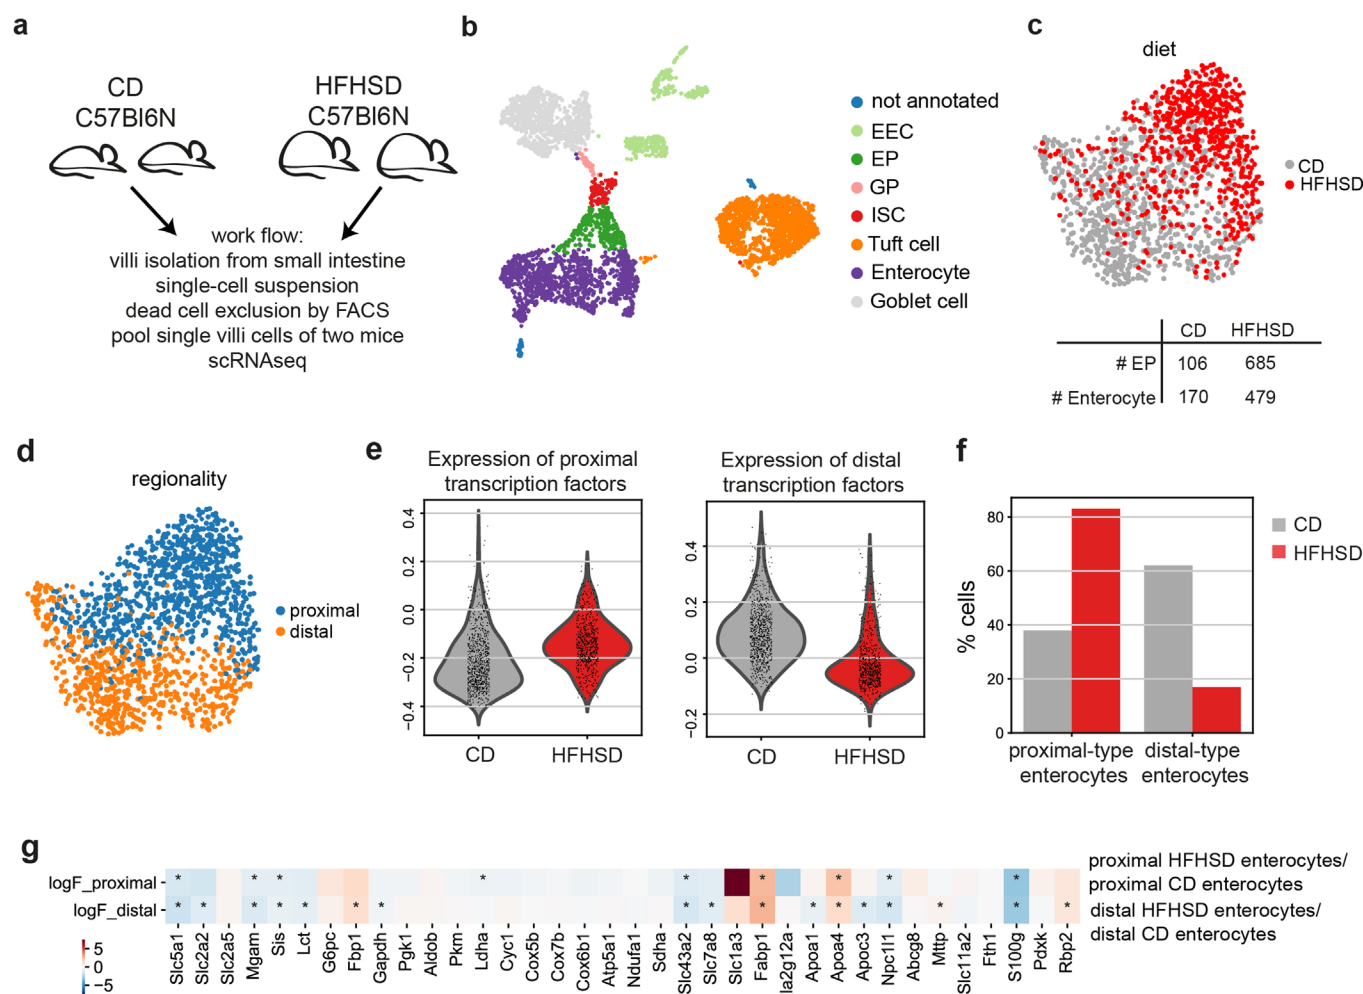 a
CD
C57Bl6N
HFHSD
C57Bl6N
work flow:
villi isolation from small intestine
single-cell suspension
dead cell exclusion by FACS
pool single villi cells of two mice
scRNAseq
b
not annotated
EEC
EP
GP
ISC
Tuft cell
Enterocyte
Goblet cell
c
diet
CD
HFHSD
CD HFHSD
# EP 106 685
# Enterocyte 170 479
d
regionality
proximal
distal
e
Expression of proximal
transcription factors
0.4
0.2
0.0
−0.2
−0.4
CD HFHSD
Expression of distal
transcription factors
0.4
0.2
0.0
−0.2
CD HFHSD
f
% cells
80
60
40
20
0
proximal-type
enterocytes
distal-type
enterocytes
CD
HFHSD
g
logF_proximal
* * * * * * * * *
proximal HFHSD enterocytes/
proximal CD enterocytes
logF_distal
* * * * * * * * * * * * * * * * *
distal HFHSD enterocytes/
distal CD enterocytes
Slc5a1
Slc2a2
Slc2a5
Mgam
Sis
Lct
G6pc
Fbp1
Gapdh
Pgk1
Aldob
Pkm
Ldha
Cyc1
Cox5b
Cox7b
Cox6b1
Atp5a1
Ndufa1
Sdha
Slc43a2
Slc7a8
Slc1a3
Fabp1
la2g12a
Apoa1
Apoa4
Apoc3
Npc1l1
Abcg8
Mttp
Slc11a2
Fth1
S100g
Pdxk
Rbp2
5
0
−5